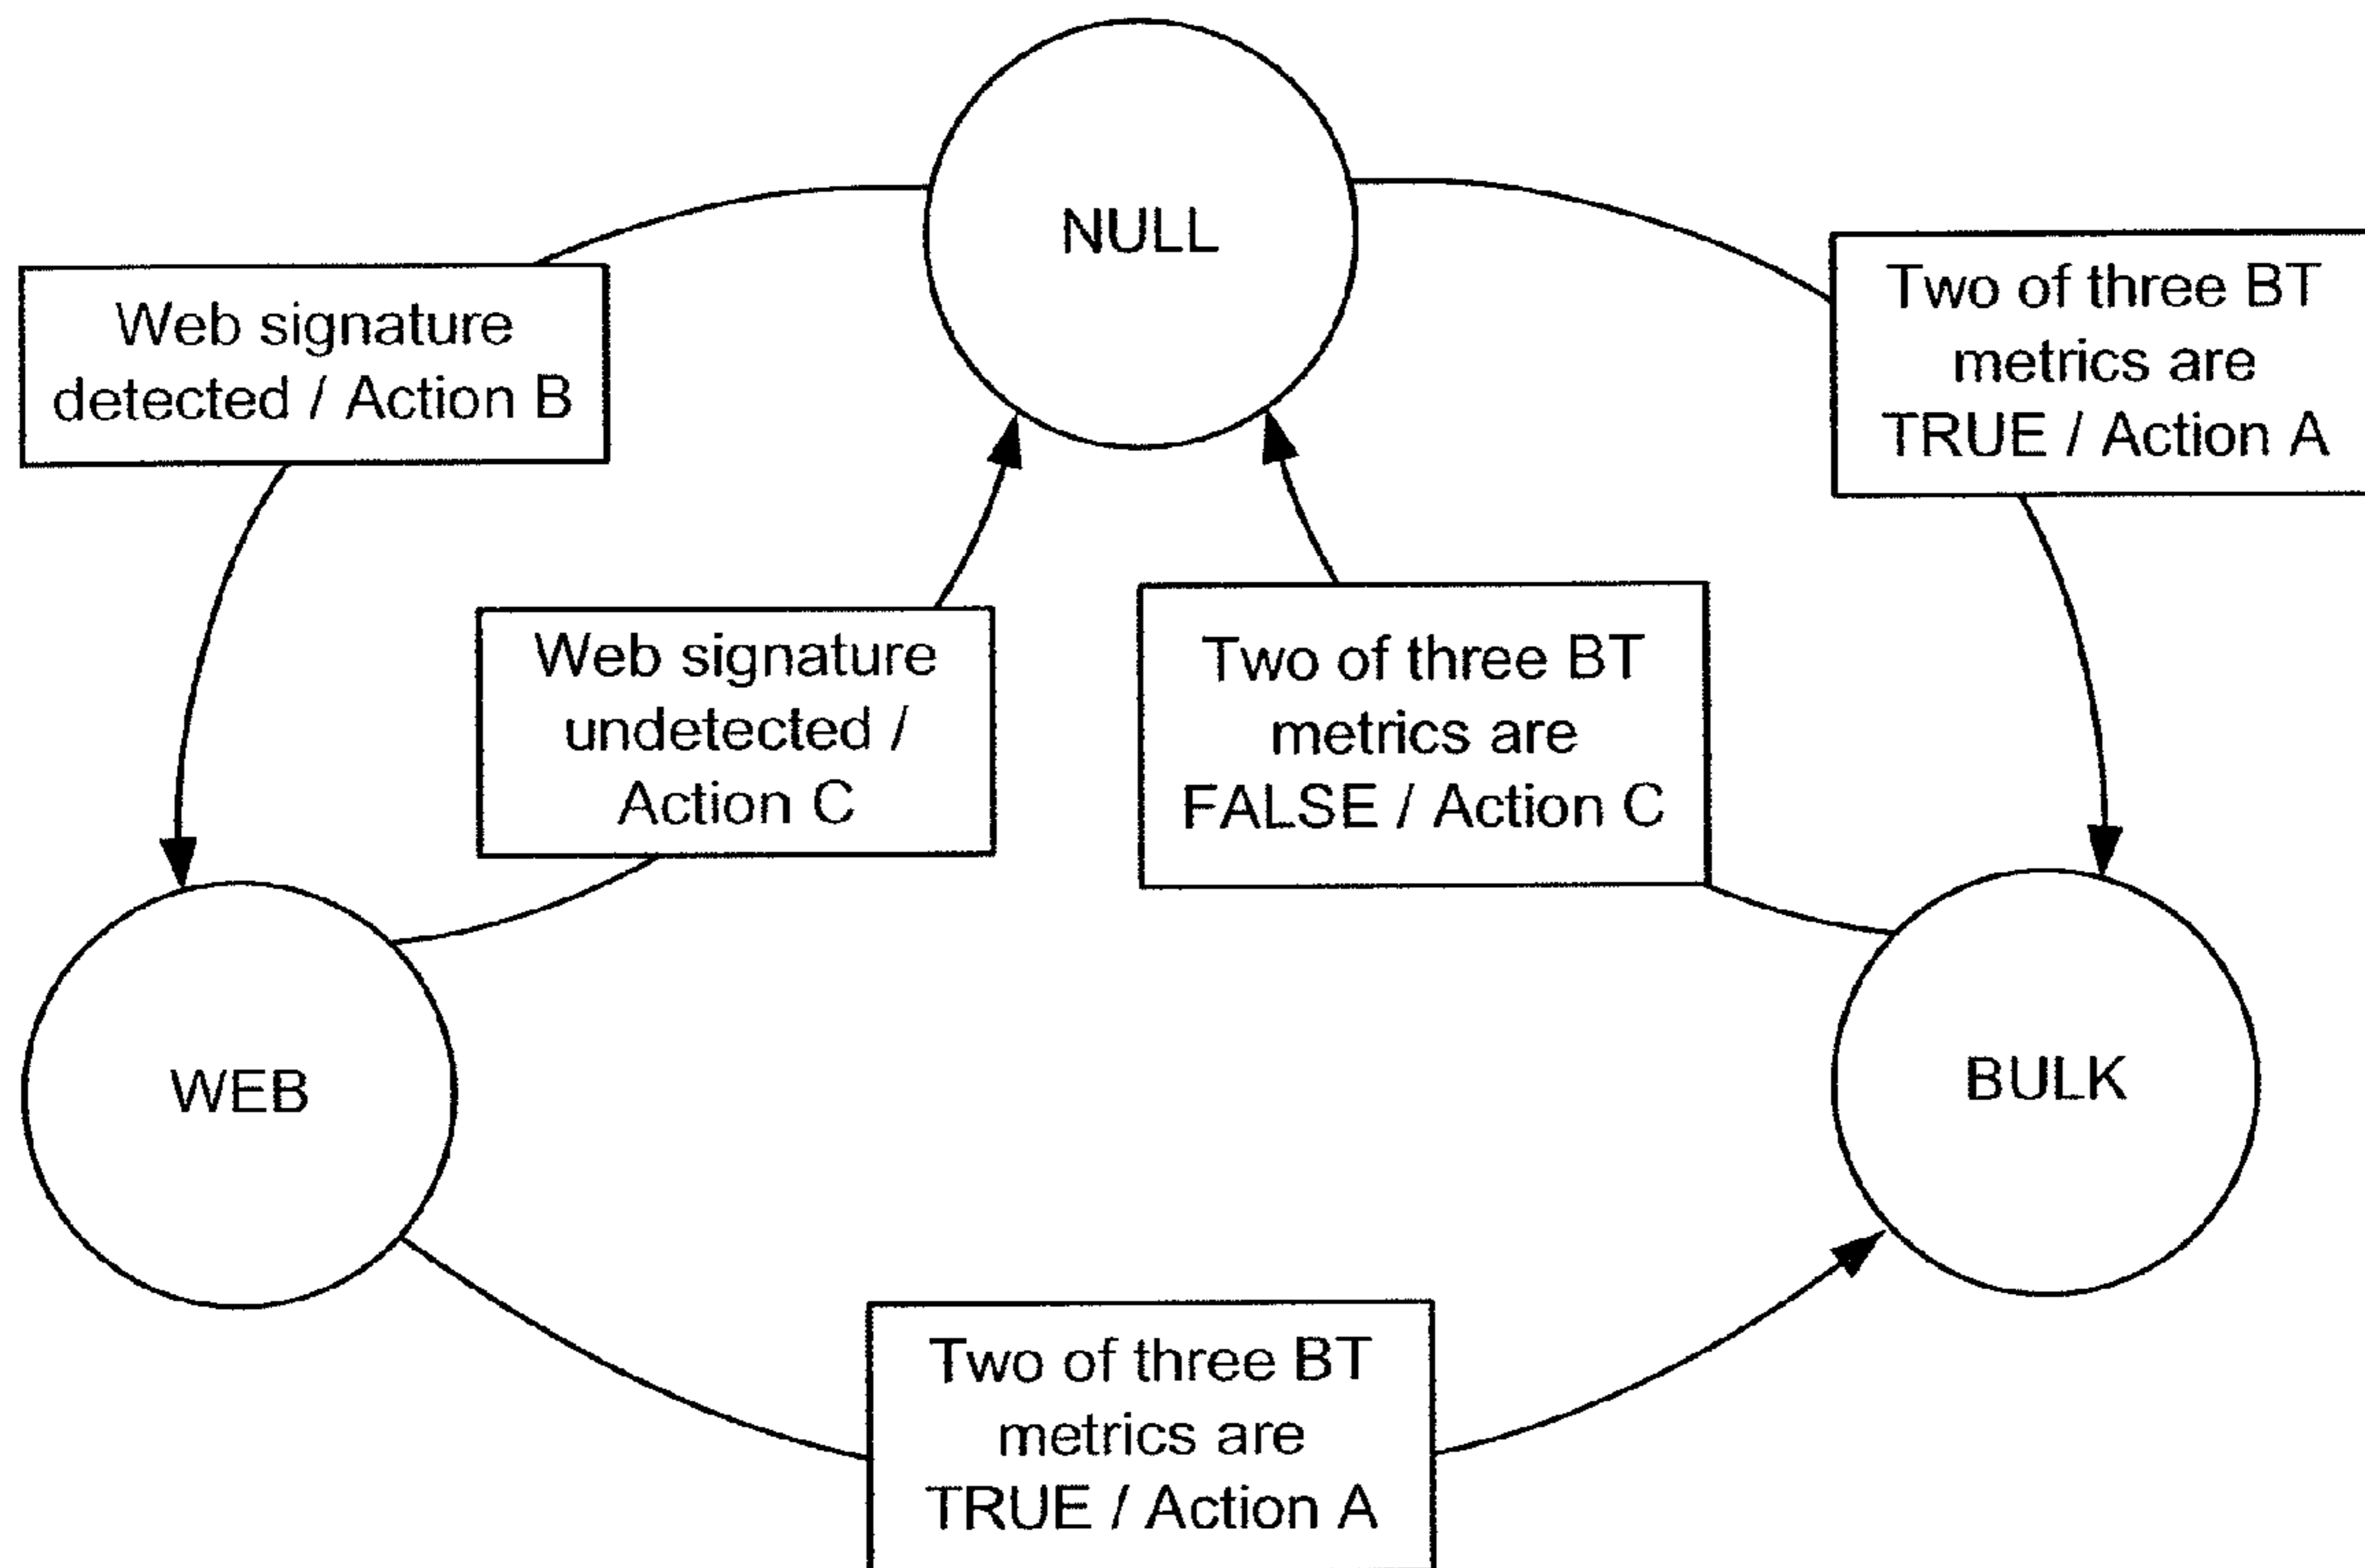 NULL
Web signature
detected / Action B
Two of three BT
metrics are
TRUE / Action A
Web signature
undetected /
Action C
Two of three BT
metrics are
FALSE / Action C
WEB
BULK
Two of three BT
metrics are
TRUE / Action A